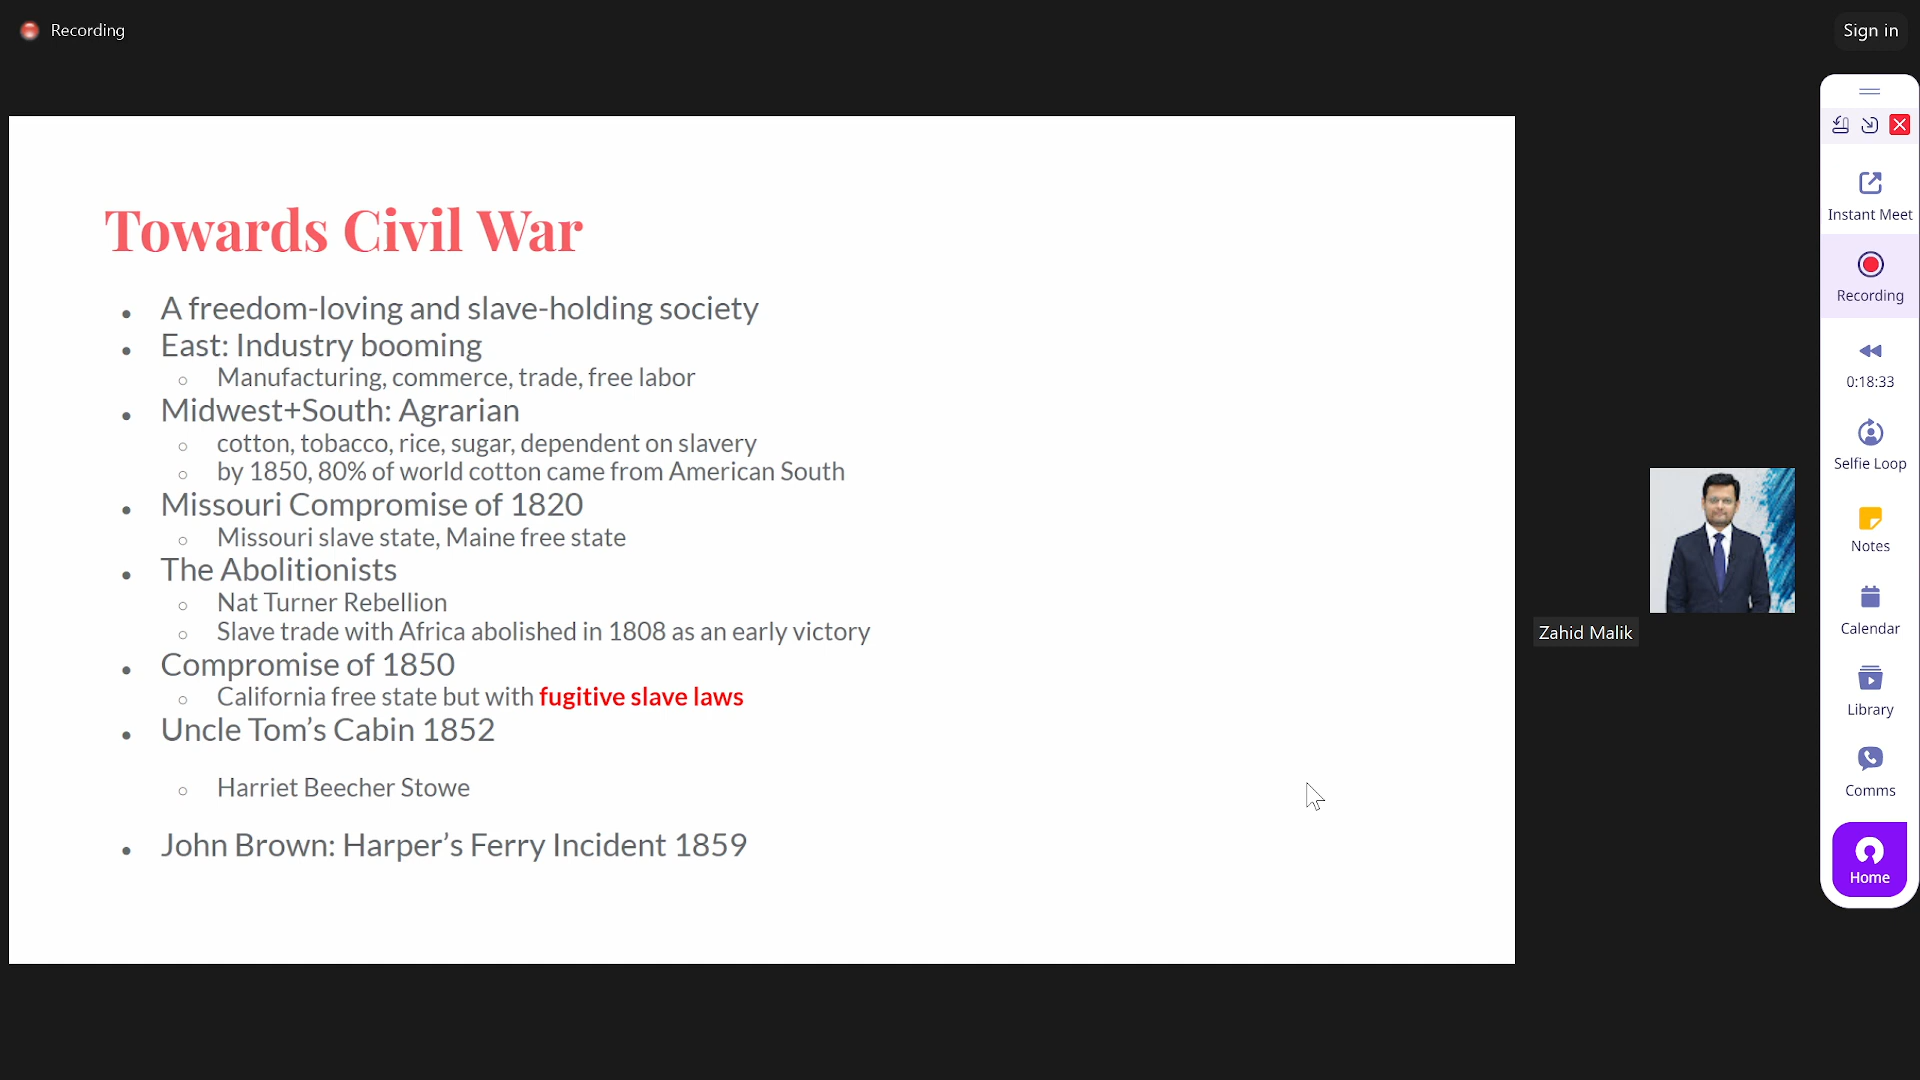 Recording
Sign in
Towards Civil War
• A freedom-loving and slave-holding society
• East: Industry booming
○ Manufacturing, commerce, trade, free labor
• Midwest+South: Agrarian
○ cotton, tobacco, rice, sugar, dependent on slavery
○ by 1850, 80% of world cotton came from American South
• Missouri Compromise of 1820
○ Missouri slave state, Maine free state
• The Abolitionists
○ Nat Turner Rebellion
○ Slave trade with Africa abolished in 1808 as an early victory
• Compromise of 1850
○ California free state but with fugitive slave laws
• Uncle Tom's Cabin 1852
○ Harriet Beecher Stowe
• John Brown: Harper's Ferry Incident 1859
Zahid Malik
Instant Meet
Recording
0:18:33
Selfie Loop
Notes
Calendar
Library
Comms
Home